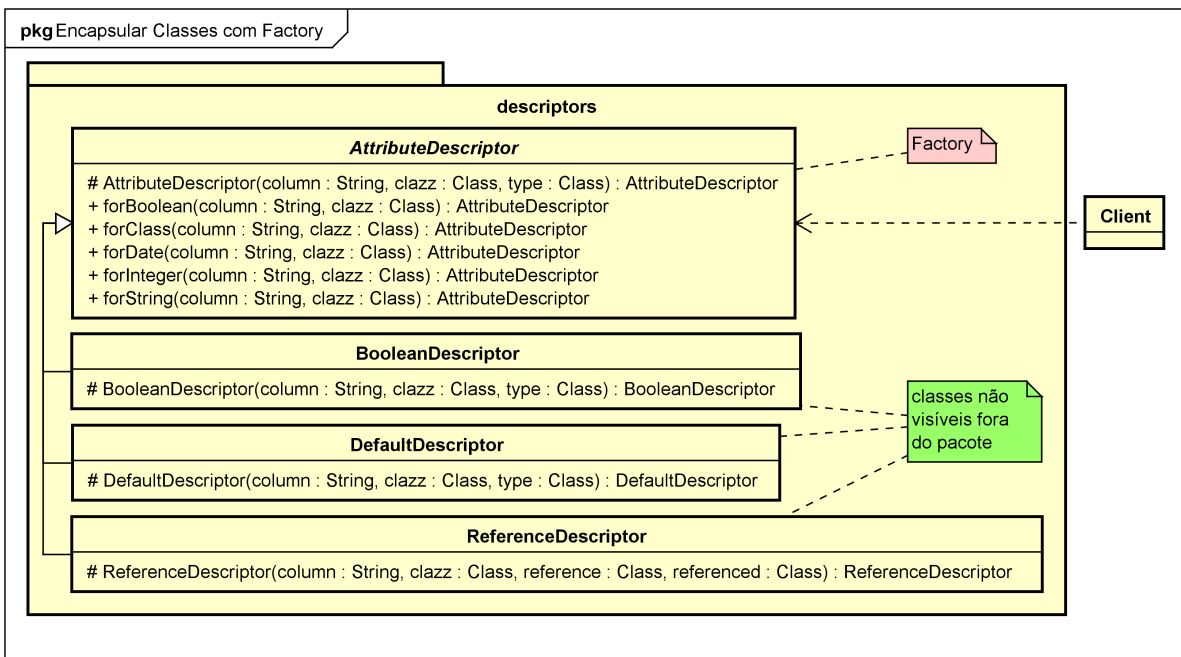 pkg Encapsular Classes com Factory
descriptors
AttributeDescriptor
# AttributeDescriptor(column : String, clazz : Class, type : Class) : AttributeDescriptor
+ forBoolean(column : String, clazz : Class) : AttributeDescriptor
+ forClass(column : String, clazz : Class) : AttributeDescriptor
+ forDate(column : String, clazz : Class) : AttributeDescriptor
+ forInteger(column : String, clazz : Class) : AttributeDescriptor
+ forString(column : String, clazz : Class) : AttributeDescriptor
Factory
Client
BooleanDescriptor
# BooleanDescriptor(column : String, clazz : Class, type : Class) : BooleanDescriptor
classes não
visíveis fora
do pacote
DefaultDescriptor
# DefaultDescriptor(column : String, clazz : Class, type : Class) : DefaultDescriptor
ReferenceDescriptor
# ReferenceDescriptor(column : String, clazz : Class, reference : Class, referenced : Class) : ReferenceDescriptor